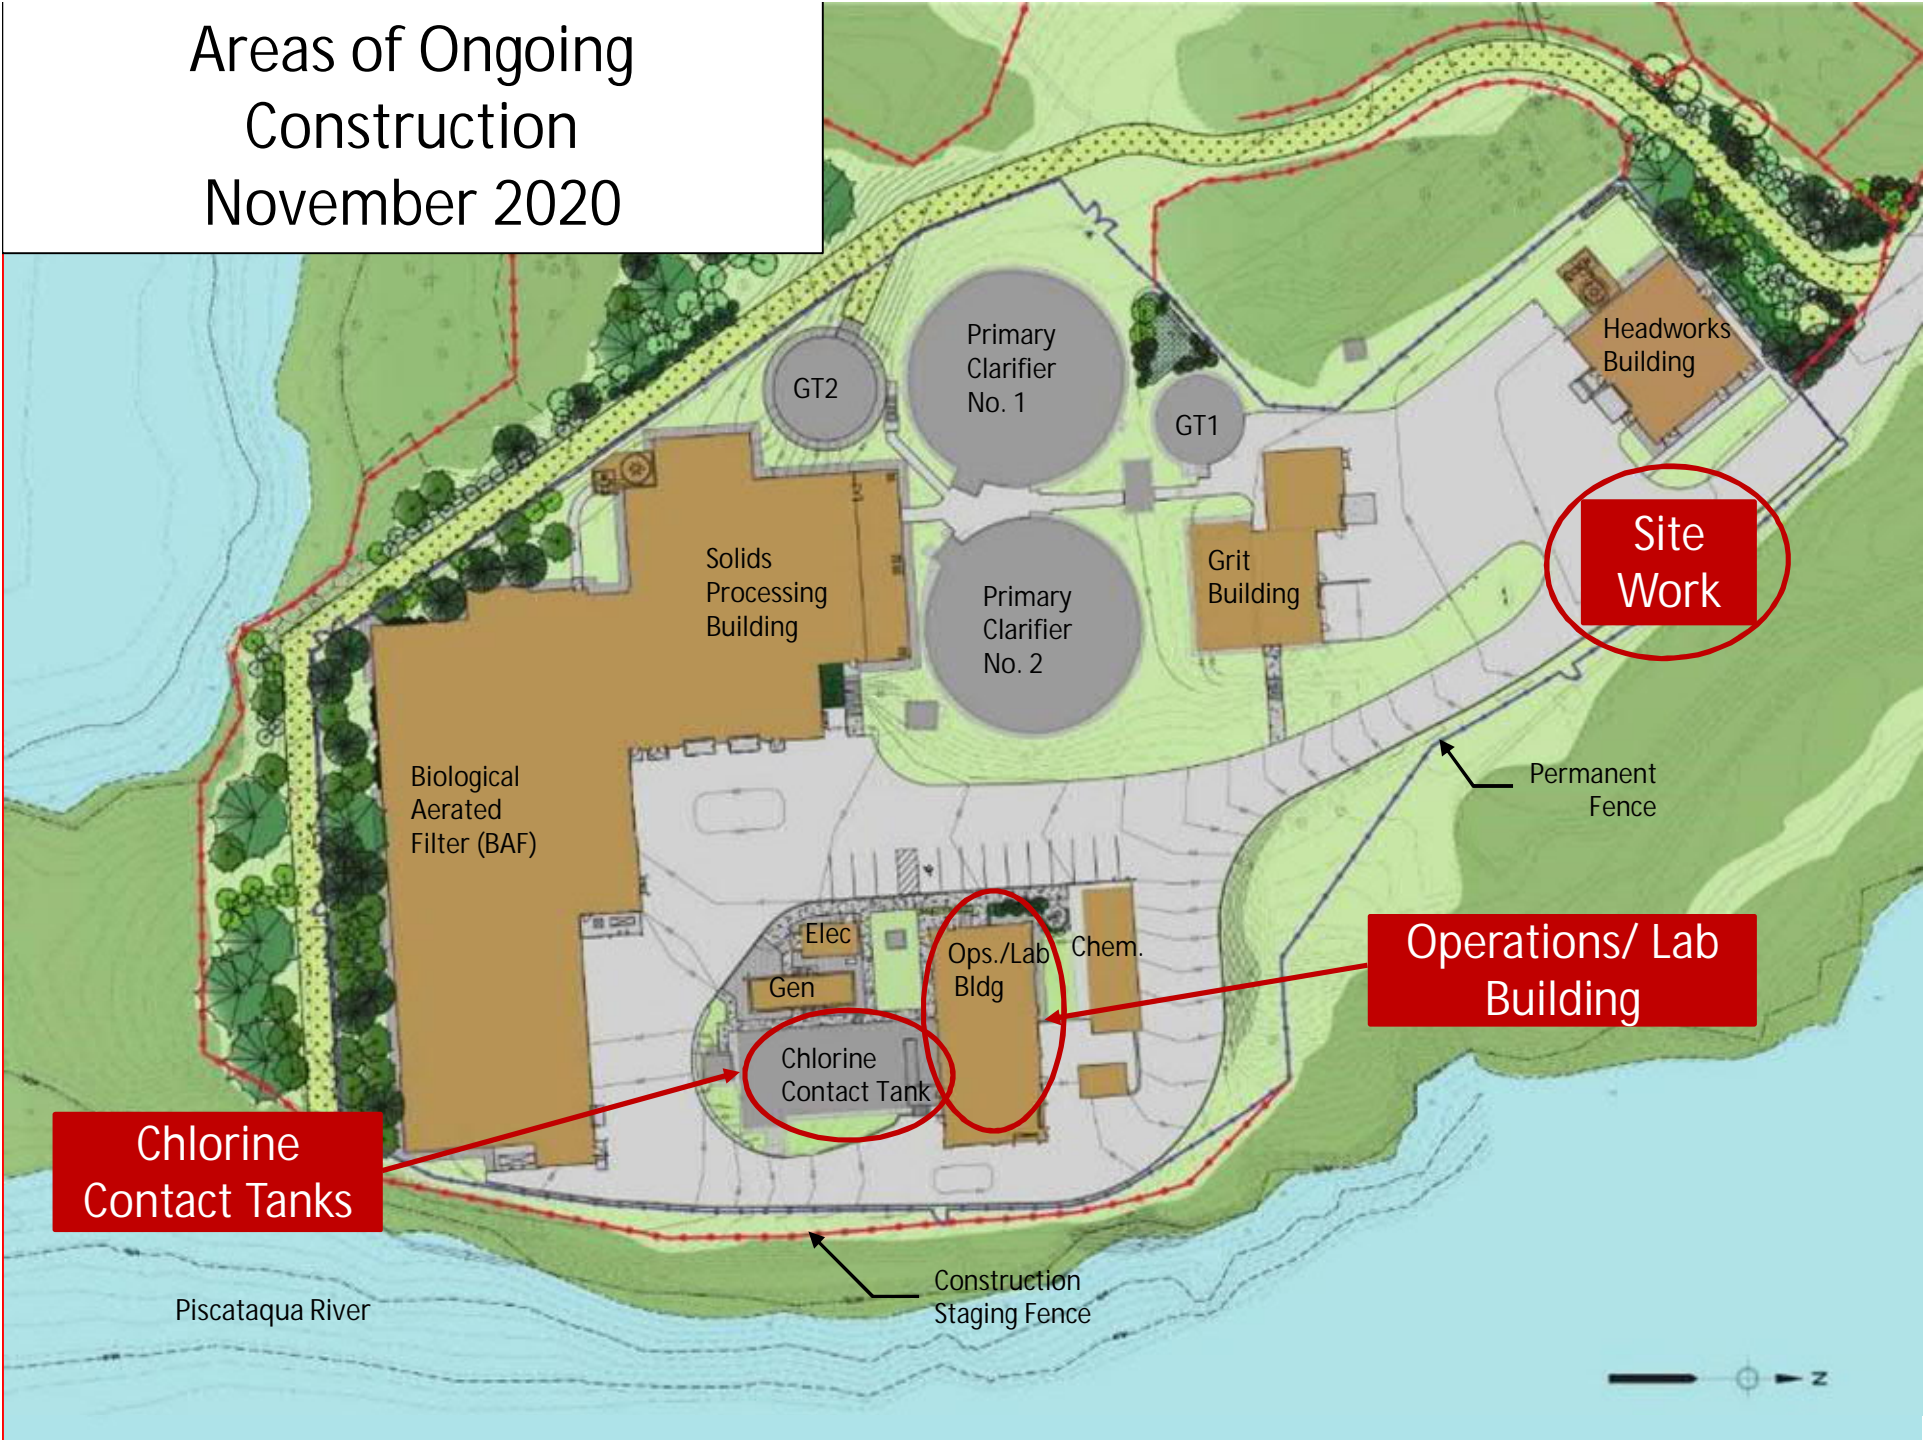 Areas of Ongoing
Construction
November 2020
Primary
Clarifier
No. 1
GT2
GT1
Headworks
Building
Site
Work
Solids
Processing
Building
Primary
Clarifier
No. 2
Grit
Building
Permanent
Fence
Biological
Aerated
Filter (BAF)
Elec
Gen
Ops./Lab
Bldg
Chem.
Operations/ Lab
Building
Chlorine
Contact Tank
Chlorine
Contact Tanks
Construction
Staging Fence
Piscataqua River
N